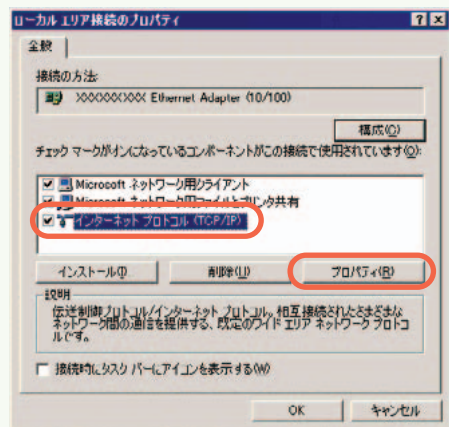 ローカル エリア接続のプロパティ
全般
接続の方法:
XXXXXXXXX Ethernet Adapter (10/100)
構成(C)
チェック マークがオンになっているコンポーネントがこの接続で使用されています(O):
Microsoft ネットワーク用クライアント
Microsoft ネットワーク用ファイルとプリンタ共有
インターネット プロトコル (TCP/IP)
インストール(I)
削除(U)
プロパティ(R)
説明
伝送制御プロトコル/インターネット プロトコル。相互接続されたさまざまな
ネットワーク間の通信を提供する、既定のワイド エリア ネットワーク プロトコ
ルです。
接続時にタスク バーにアイコンを表示する(W)
OK
キャンセル